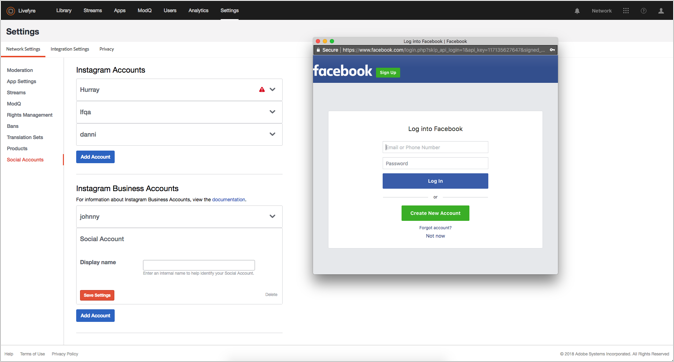 Livefyre
Library Streams Apps ModQ Users Analytics Settings
Network
Settings
Network Settings Integration Settings Privacy
Moderation
App Settings
Streams
ModQ
Rights Management
Bans
Translation Sets
Products
Social Accounts
Instagram Accounts
Hurray
lfqa
danni
Add Account
Instagram Business Accounts
For information about Instagram Business Accounts, view the documentation.
johnny
Social Account
Display name
Enter an internal name to help identify your Social Account
Save Settings
Delete
Add Account
Log into Facebook | Facebook
Secure | https://www.facebook.com/login.php?skip_api_login=1&api_key=
facebook
Sign Up
Log into Facebook
Email or Phone Number
Password
Log In
or
Create New Account
Forgot account?
Not now
Help Terms of Use Privacy Policy
© 2018 Adobe Systems Incorporated. All Rights Reserved